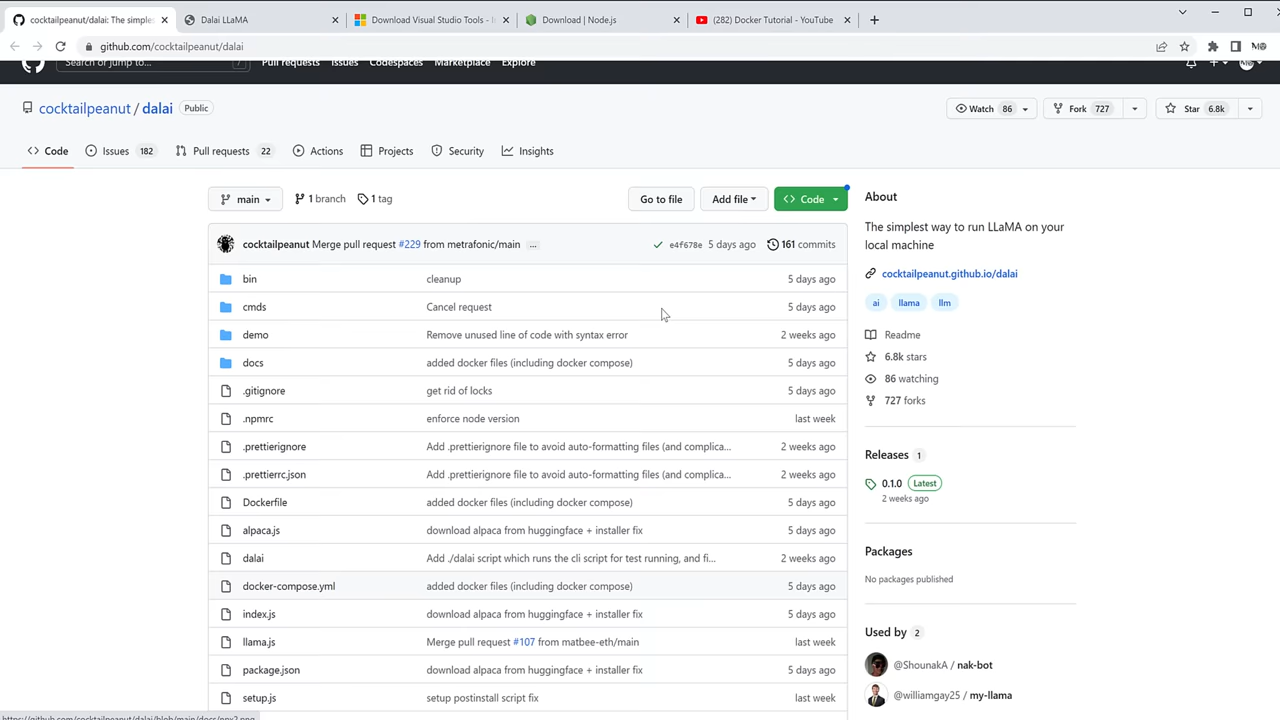 cocktailpeanut/dalai: The simples
Dalai LLaMA
Download Visual Studio Tools - I
Download | Node.js
(282) Docker Tutorial - YouTube
github.com/cocktailpeanut/dalai
Search or jump to...
Pull requests
Issues
Codespaces
Marketplace
Explore
cocktailpeanut / dalai Public
Watch 86
Fork 727
Star 6.8k
Code
Issues 182
Pull requests 22
Actions
Projects
Security
Insights
main
1 branch
1 tag
Go to file
Add file
Code
cocktailpeanut Merge pull request #229 from metrafonic/main ... e4f678e 5 days ago 161 commits
bin cleanup 5 days ago
cmds Cancel request 5 days ago
demo Remove unused line of code with syntax error 2 weeks ago
docs added docker files (including docker compose) 5 days ago
.gitignore get rid of locks 5 days ago
.npmrc enforce node version last week
.prettierignore Add .prettierignore file to avoid auto-formatting files (and complica... 2 weeks ago
.prettierrc.json Add .prettierignore file to avoid auto-formatting files (and complica... 2 weeks ago
Dockerfile added docker files (including docker compose) 5 days ago
alpaca.js download alpaca from huggingface + installer fix 5 days ago
dalai Add ./dalai script which runs the cli script for test running, and fi... 2 weeks ago
docker-compose.yml added docker files (including docker compose) 5 days ago
index.js download alpaca from huggingface + installer fix 5 days ago
llama.js Merge pull request #107 from matbee-eth/main last week
package.json download alpaca from huggingface + installer fix 5 days ago
setup.js setup postinstall script fix last week
About
The simplest way to run LLaMA on your
local machine
cocktailpeanut.github.io/dalai
ai llama llm
Readme
6.8k stars
86 watching
727 forks
Releases 1
0.1.0 Latest
2 weeks ago
Packages
No packages published
Used by 2
@ShounakA / nak-bot
@williamgay25 / my-llama
https://github.com/cocktailpeanut/dalai/blob/main/docs/npx2.png